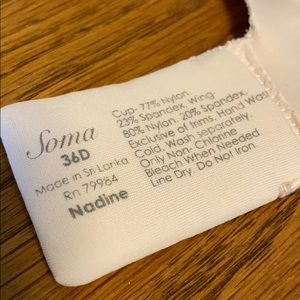 Soma
36D
Made in Sri Lanka
Rn 79984
Nadine
Cup- 77% Nylon
23% Spandex, Wing-
80% Nylon, 20% Spandex,
Exclusive of trims. Hand Wash
Cold. Wash separately.
Only Non- Chlorine
Bleach When Needed
Line Dry. Do Not Iron